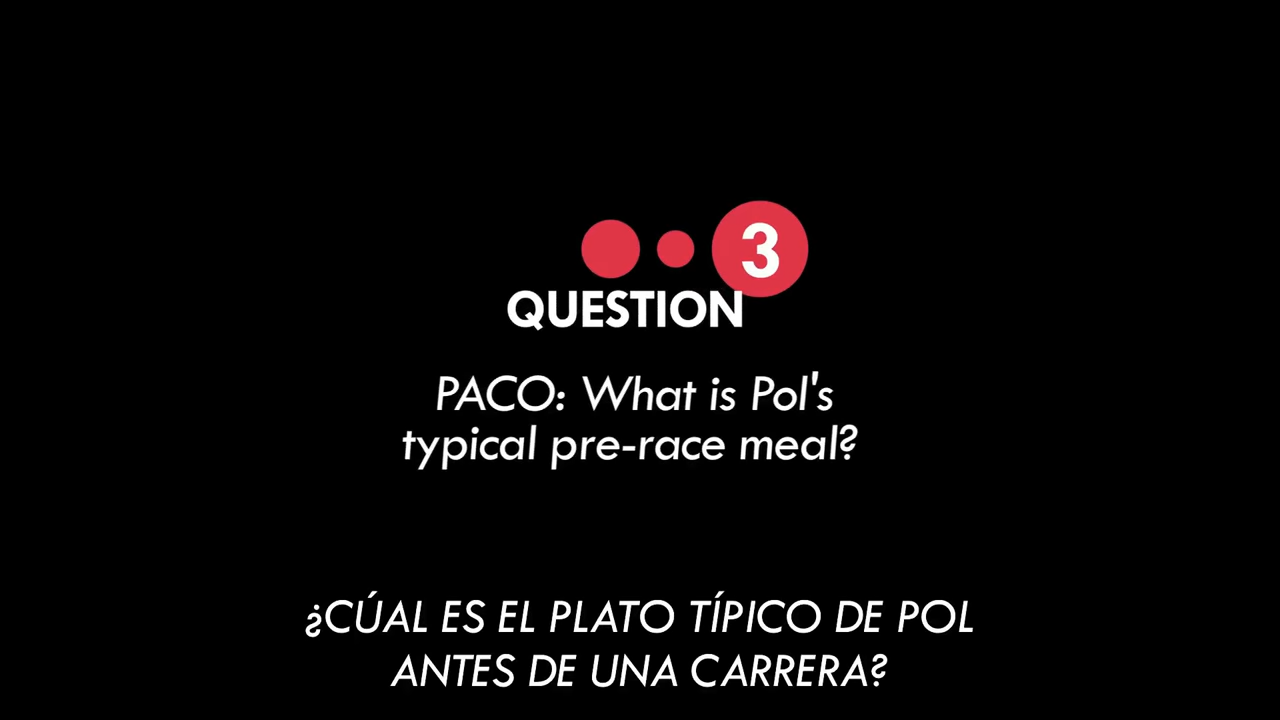 3
QUESTION
PACO: What is Pol's
typical pre-race meal?
¿CÚAL ES EL PLATO TÍPICO DE POL
ANTES DE UNA CARRERA?